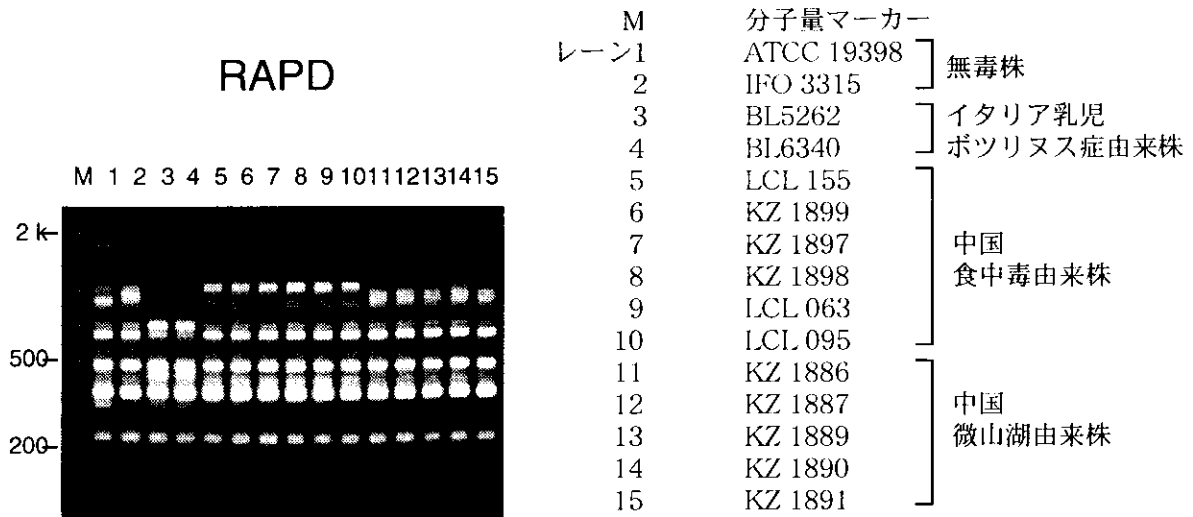 RAPD
M 1 2 3 4 5 6 7 8 9 10 11 12 13 14 15
2 k
500
200
M 分子量マーカー
レーン1 ATCC 19398
2 IFO 3315
無毒株
3 BL5262
4 BL6340
イタリア乳児
ボツリヌス症由来株
5 LCL 155
6 KZ 1899
7 KZ 1897
8 KZ 1898
9 LCL 063
10 LCL 095
中国
食中毒由来株
11 KZ 1886
12 KZ 1887
13 KZ 1889
14 KZ 1890
15 KZ 1891
中国
微山湖由来株